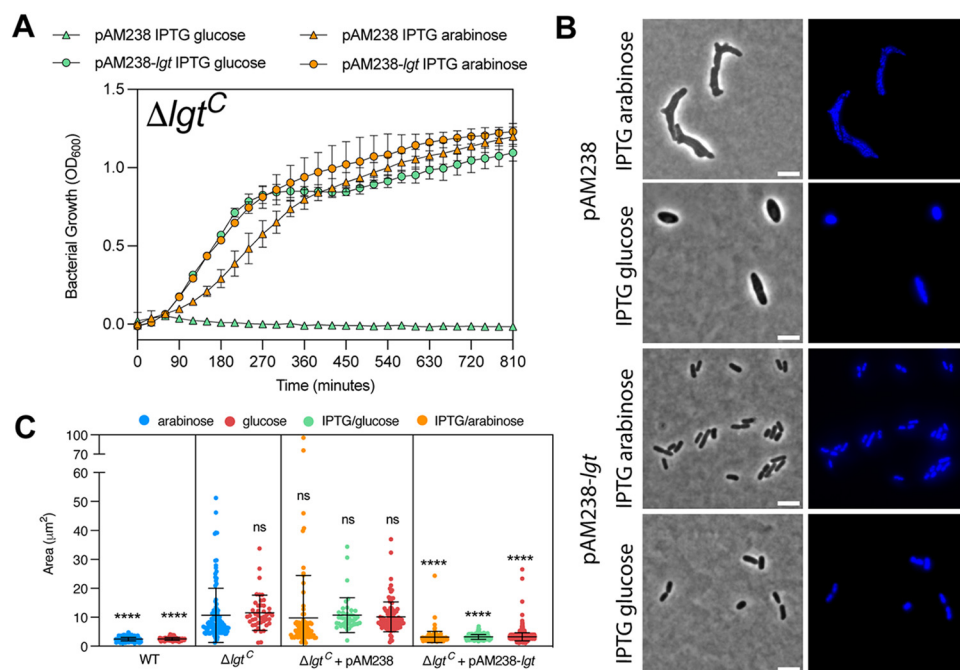 A
pAM238 IPTG glucose
pAM238 IPTG arabinose
pAM238-lgt IPTG glucose
pAM238-lgt IPTG arabinose
ΔlgtC
Bacterial Growth (OD600)
1.5
1.0
0.5
0.0
0 90 180 270 360 450 540 630 720 810
Time (minutes)
B
pAM238
IPTG arabinose
IPTG glucose
pAM238-lgt
IPTG arabinose
IPTG glucose
C
arabinose glucose IPTG/glucose IPTG/arabinose
Area (μm2)
100
70
50
40
30
20
10
0
**** ****
ns
ns ns ns
**** **** ****
WT ΔlgtC ΔlgtC + pAM238 ΔlgtC + pAM238-lgt